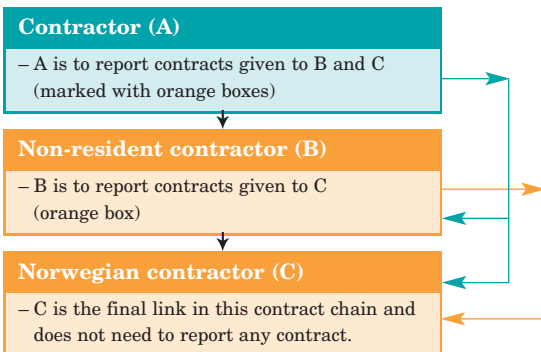 Contractor (A)
– A is to report contracts given to B and C
(marked with orange boxes)
Non-resident contractor (B)
– B is to report contracts given to C
(orange box)
Norwegian contractor (C)
– C is the final link in this contract chain and
does not need to report any contract.